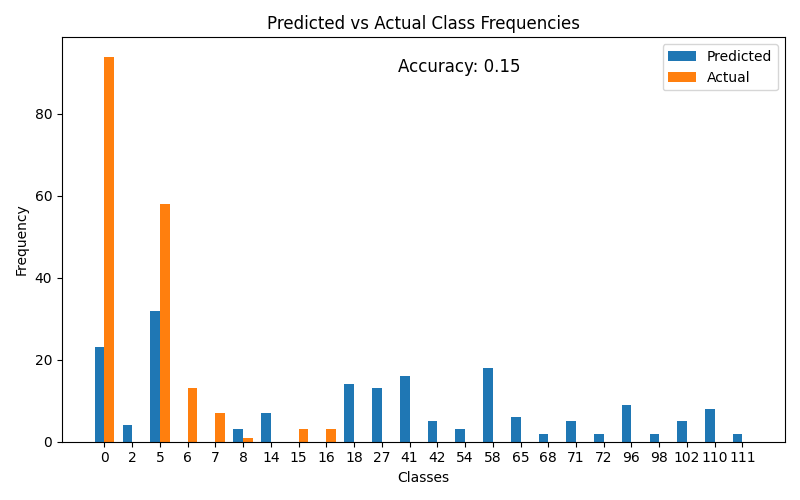 Predicted vs Actual Class Frequencies
Accuracy: 0.15
Predicted
Actual
80
60
40
20
0
Frequency
0 2 5 6 7 8 14 15 16 18 27 41 42 54 58 65 68 71 72 96 98 102 110 111
Classes